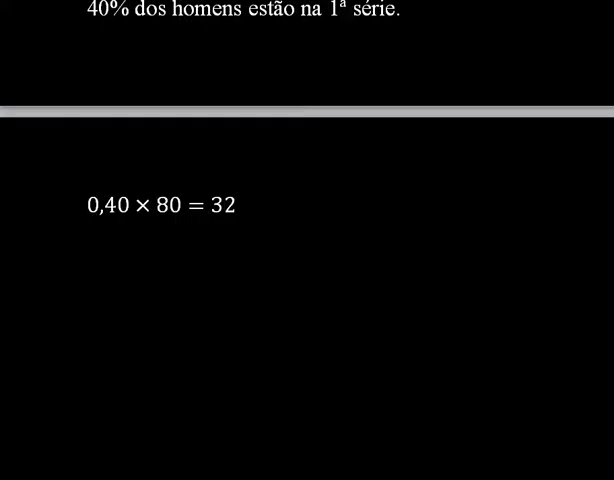 40% dos homens estão na 1ª série.
0,40 × 80 = 32